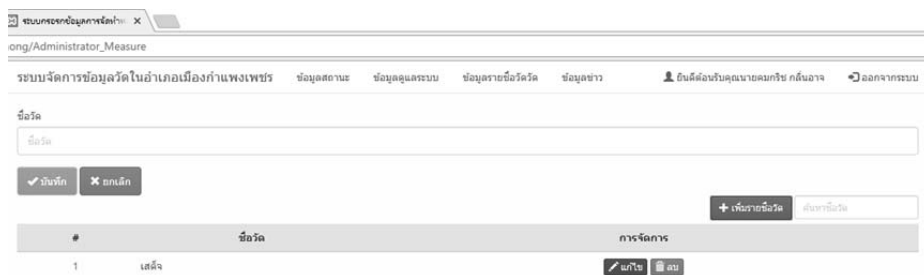 ระบบกรอกข้อมูลการจัดทำ
ong/Administrator_Measure
ระบบจัดการข้อมูลวัดในอำเภอเมืองกำแพงเพชร ข้อมูลสถานะ ข้อมูลดูแลระบบ ข้อมูลรายชื่อวัด ข้อมูลข่าว ยินดีต้อนรับคุณนายคมกริช กลิ่นอาจ ออกจากระบบ
ชื่อวัด
ชื่อวัด
บันทึก ยกเลิก
เพิ่มรายชื่อวัด ค้นหาชื่อวัด
# ชื่อวัด การจัดการ
1 เสด็จ แก้ไข ลบ